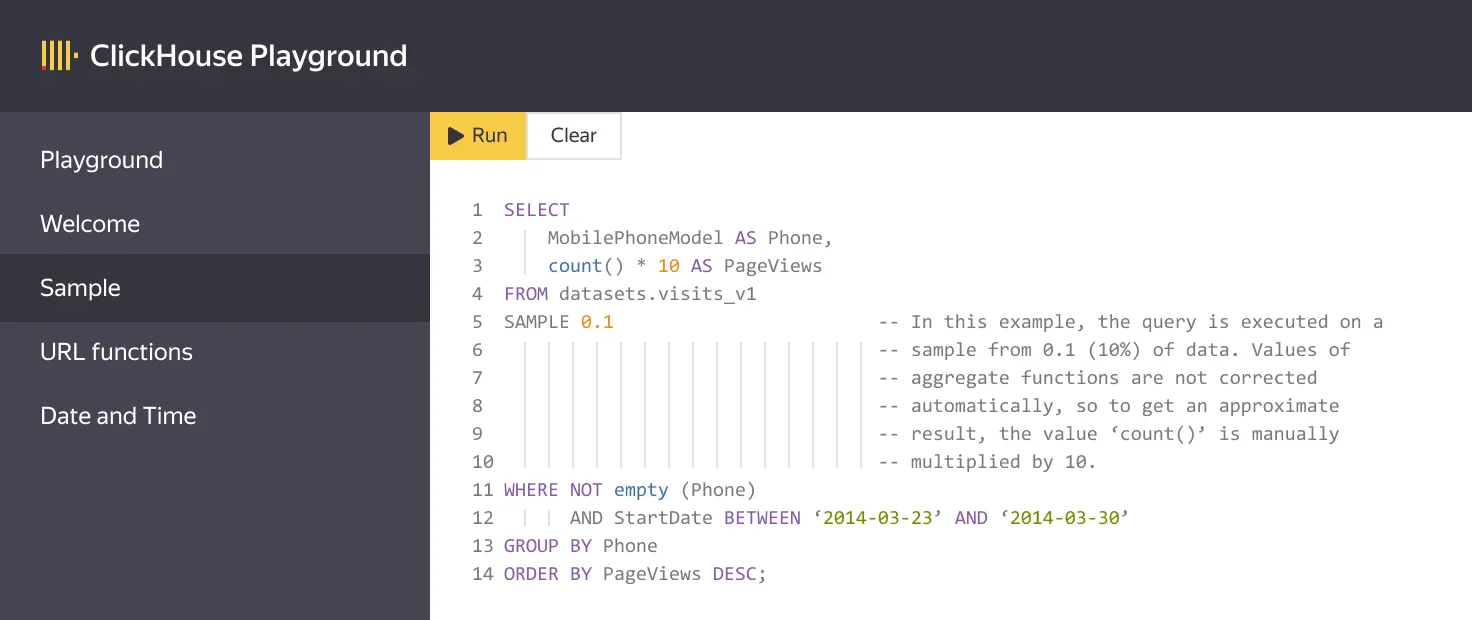 ClickHouse Playground
Playground
Welcome
Sample
URL functions
Date and Time
Run
Clear
1 SELECT
2 MobilePhoneModel AS Phone,
3 count() * 10 AS PageViews
4 FROM datasets.visits_v1
5 SAMPLE 0.1 -- In this example, the query is executed on a
6 -- sample from 0.1 (10%) of data. Values of
7 -- aggregate functions are not corrected
8 -- automatically, so to get an approximate
9 -- result, the value ‘count()’ is manually
10 -- multiplied by 10.
11 WHERE NOT empty (Phone)
12 AND StartDate BETWEEN ‘2014-03-23’ AND ‘2014-03-30’
13 GROUP BY Phone
14 ORDER BY PageViews DESC;